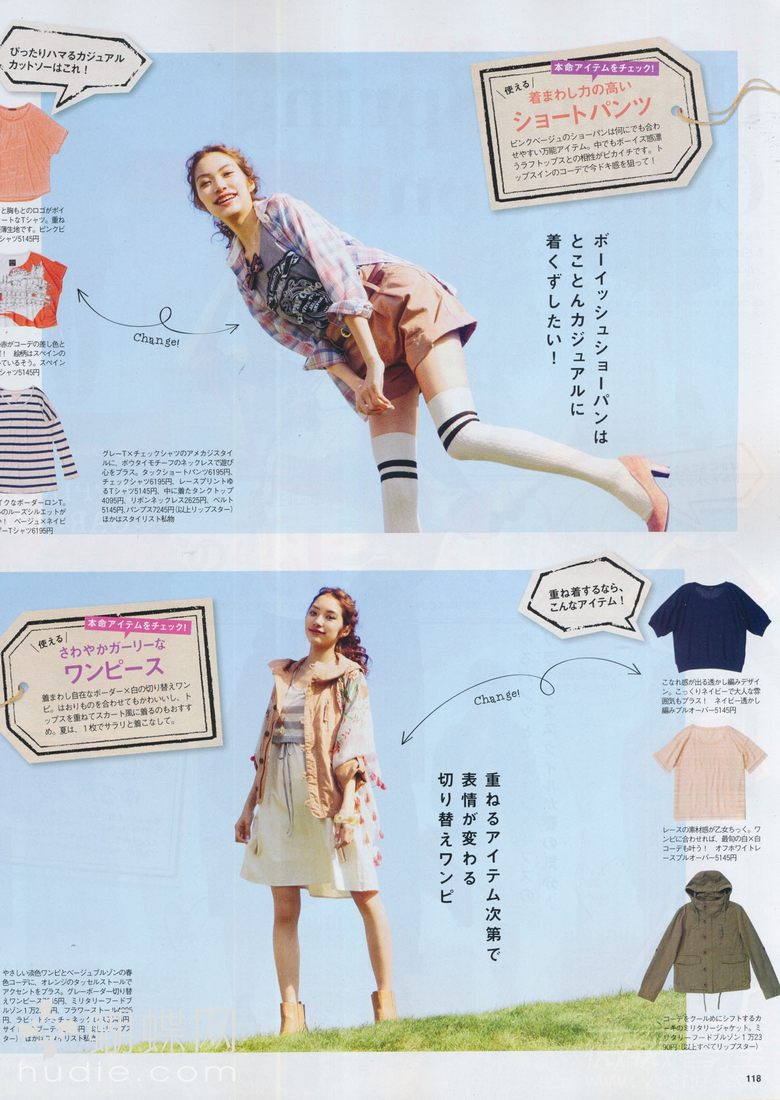 ぴったりハマるカジュアル
カットソーはこれ！
と胸もとのロゴがポイ
ートなTシャツ。重ね
薄生地です。ピンクピ
シャツ5145円
赤がコーデの差し色と
！ 絵柄はスペインの
いるそう。スペイン
シャツ5145円
イクなボーダーロンT。
のルーズシルエットが
い！ ベージュ×ネイビ
ーTシャツ6195円
Change!
本命アイテムをチェック！
使える
着まわし力の高い
ショートパンツ
ピンクベージュのショーパンは何にでも合わ
せやすい万能アイテム。中でもボーイズ感漂
うラフトップスとの相性がピカイチです。ト
ップスインのコーデで今ドキ感を狙って！
ボーイッシュショーパンは
とことんカジュアルに
着くずしたい！
グレーT×チェックシャツのアメカジスタイ
ルに、ボウタイモチーフのネックレスで遊び
心をプラス。タックショートパンツ6195円、
チェックシャツ6195円、レースプリントゆ
るTシャツ5145円、中に着たタンクトップ
4095円、リボンネックレス2625円、ベルト
5145円、パンプス7245円（以上リップスター）
ほかはスタイリスト私物
本命アイテムをチェック！
使える
さわやかガーリーな
ワンピース
着まわし自在なボーダー×白の切り替えワン
ピ。はおりものを合わせてもかわいいし、ト
ップスを重ねてスカート風に着るのもおすす
め。夏は、1枚でサラリと着こなして。
重ね着するなら、
こんなアイテム！
Change!
重ねるアイテム次第で
表情が変わる
切り替えワンピ
こなれ感が出る透かし編みデザイ
ン。こっくりネイビーで大人な雰
囲気もプラス！ ネイビー透かし
編みプルオーバー5145円
レースの素材感が乙女ちっく。ワ
ンピに合わせれば、最旬の白×白
コーデも叶う！ オフホワイトレ
ースプルオーバー5145円
コーデをクールめにシフトするカ
ーキのミリタリージャケット。ミ
リタリーフードブルゾン1万23
90円（以上すべてリップスター）
やさしい淡色ワンピとベージュブルゾンの春
色コーデに、オレンジのタッセルストールで
アクセントをプラス。グレーボーダー切り替
えワンピース
円、ミリタリーフードブ
ルゾン1万2
円、フラワーストール
ほかはスタイリスト私
蝴蝶网
hudie.com
118